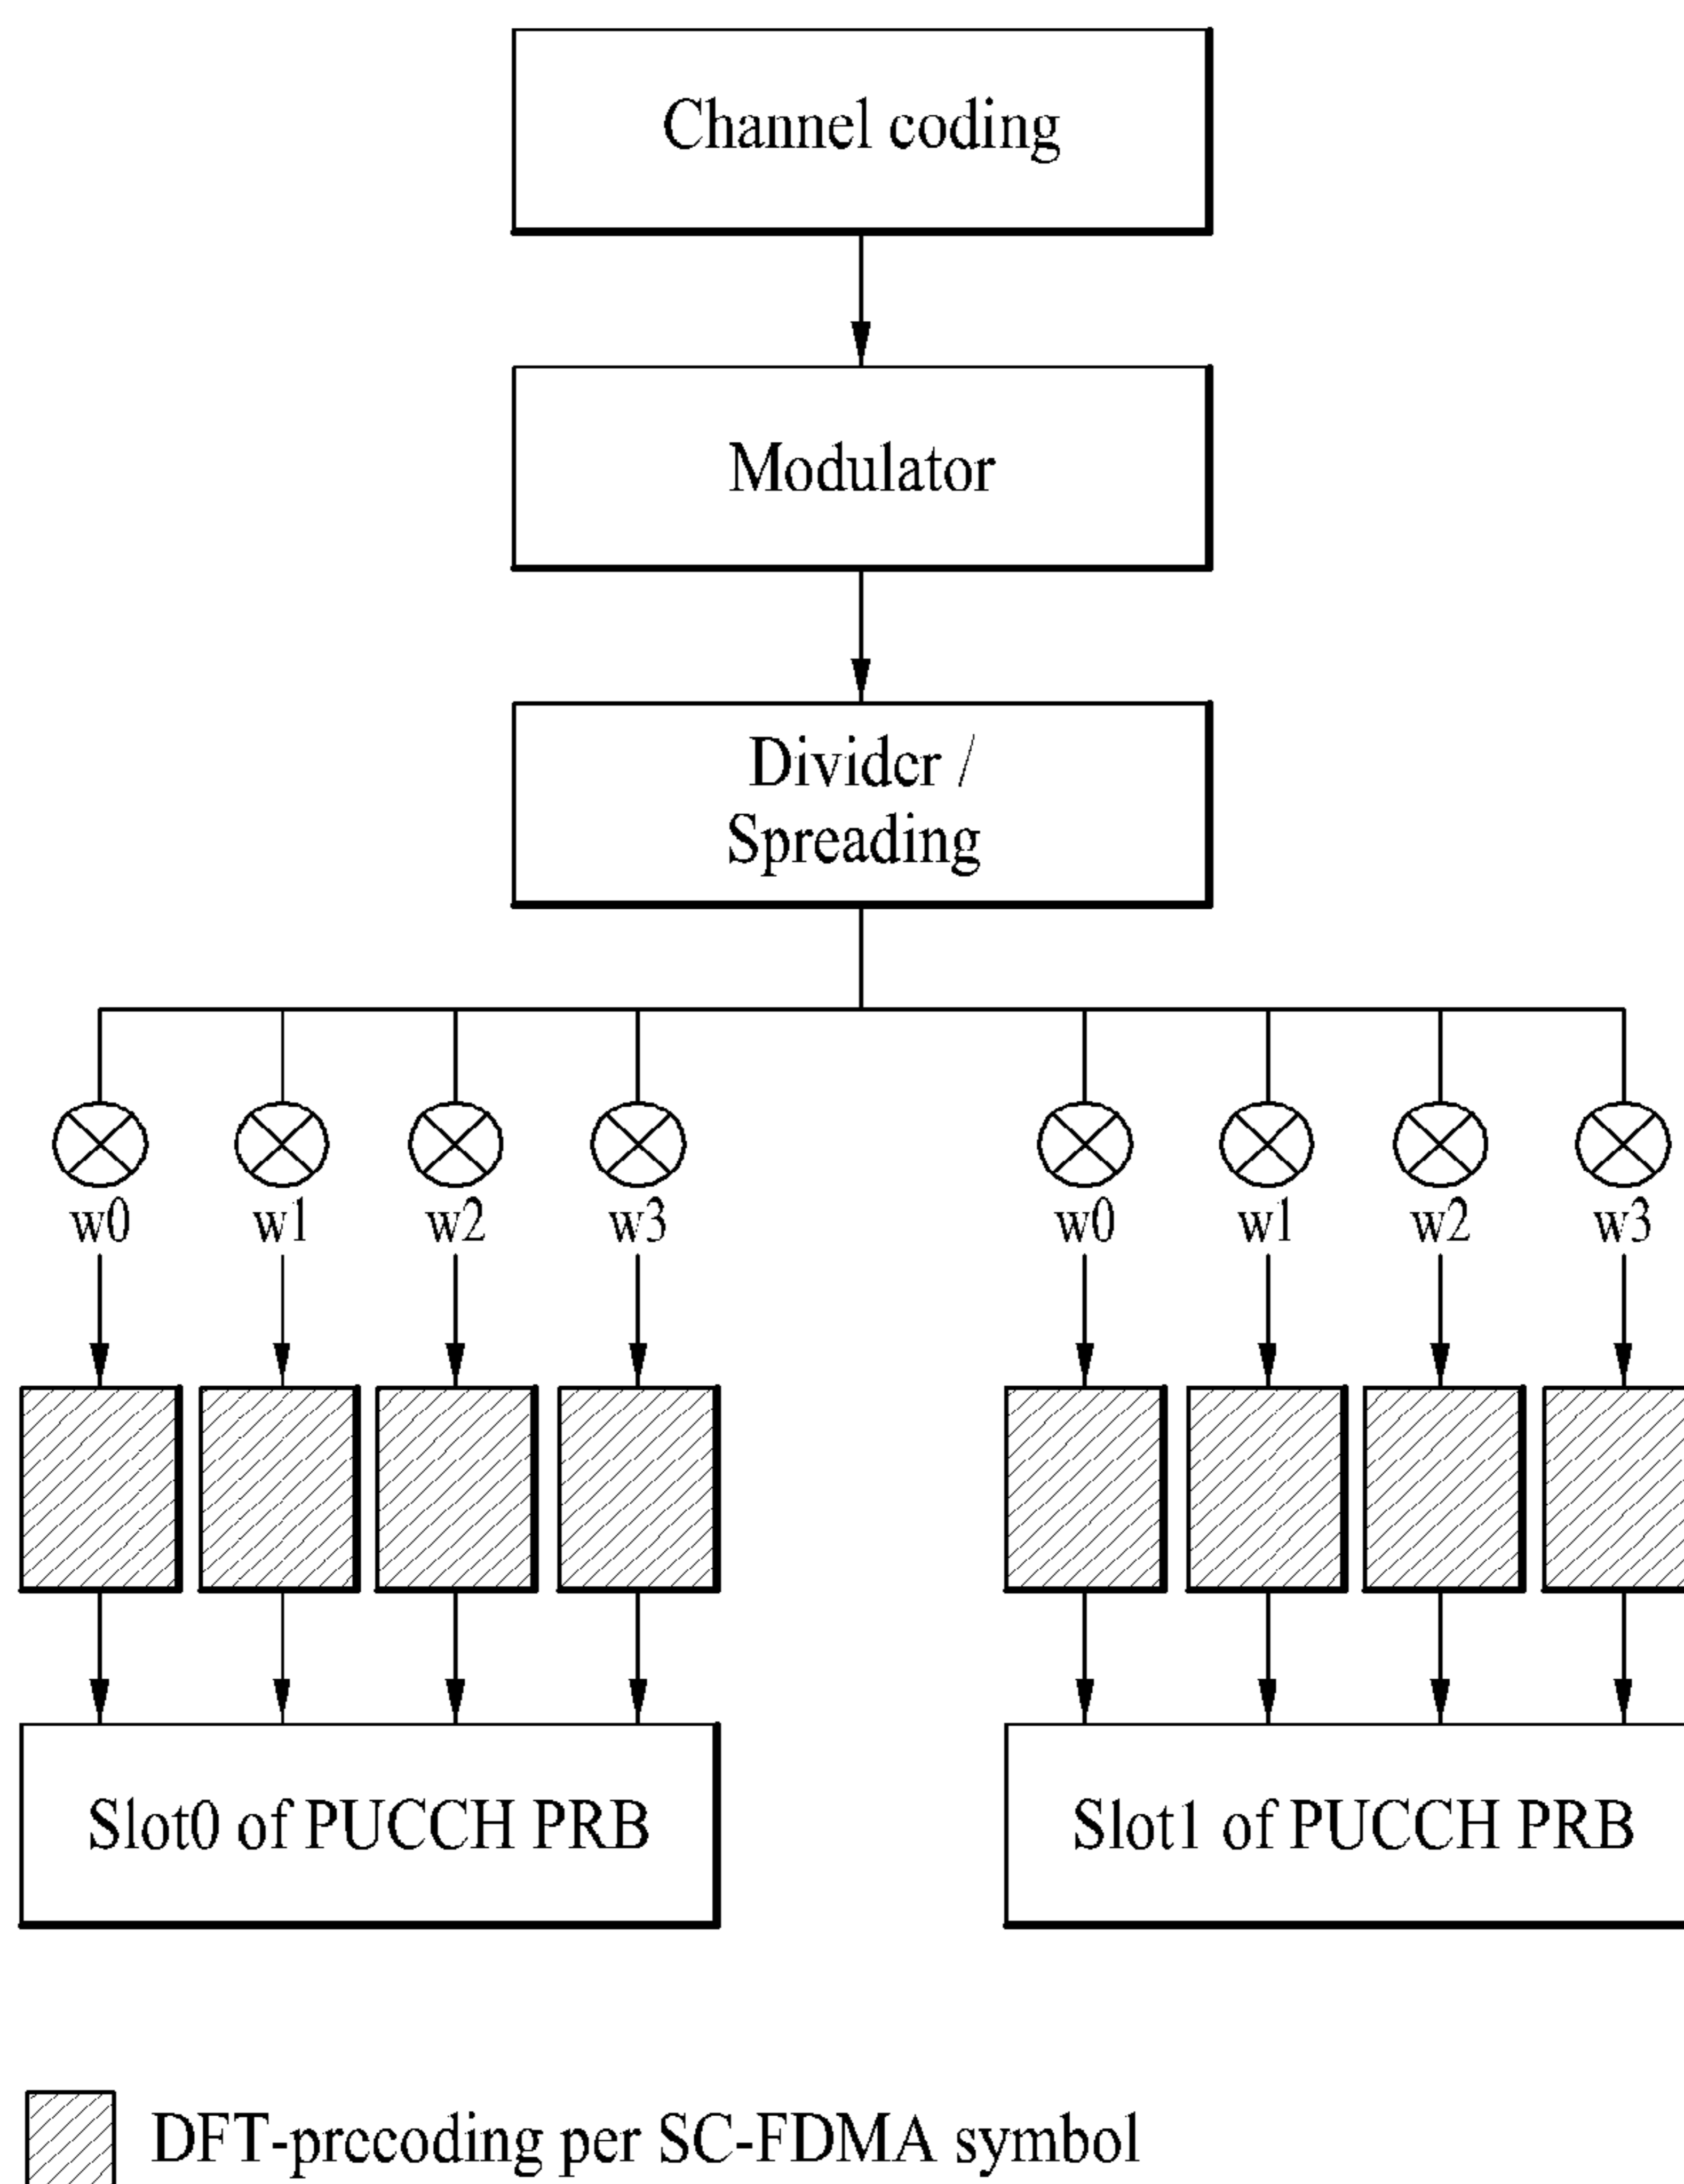 Channel coding
Modulator
Divider /
Spreading
w0 w1 w2 w3 w0 w1 w2 w3
Slot0 of PUCCH PRB Slot1 of PUCCH PRB
DFT-precoding per SC-FDMA symbol